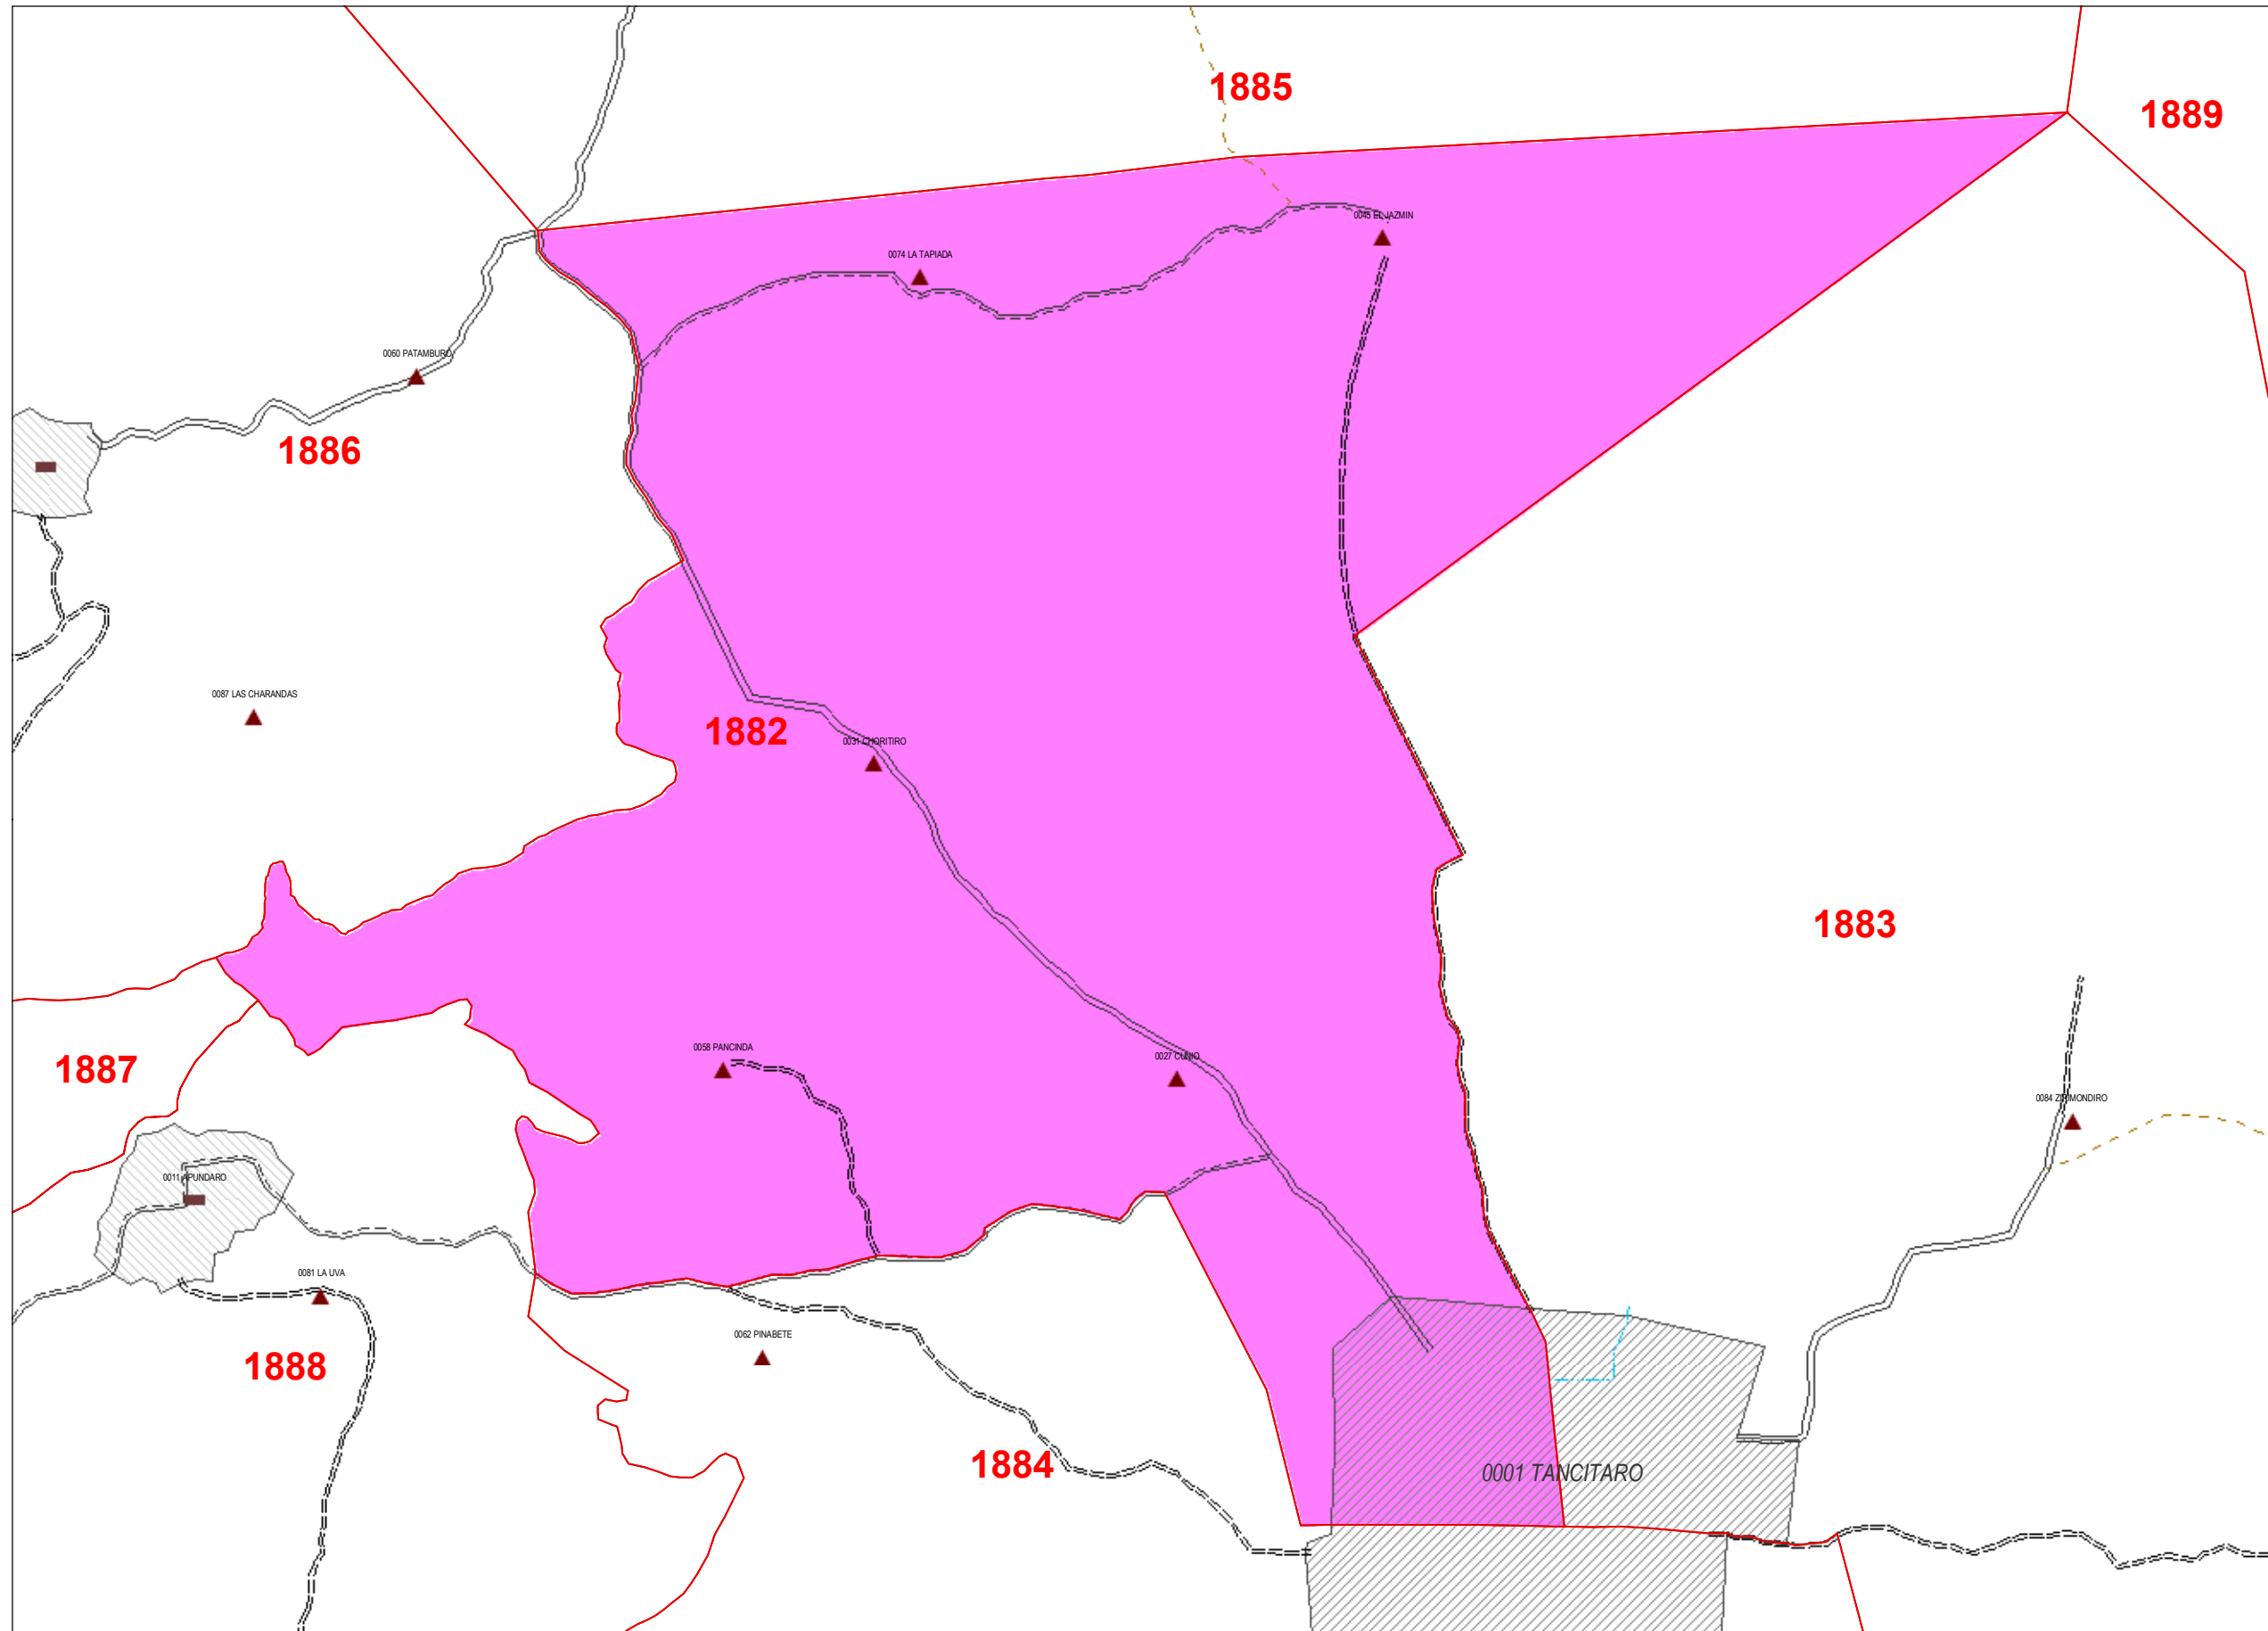 1885
1889
0045 EL JAZMIN
0074 LA TAPIADA
0060 PATAMBURO
1886
0087 LAS CHARANDAS
1882
0031 CHORITIRO
1883
0058 PANCINDA
0027 CUNIO
1887
0084 ZIRIMONDIRO
0011 APUNDARO
0081 LA UVA
0062 PINABETE
1888
1884
0001 TANCITARO